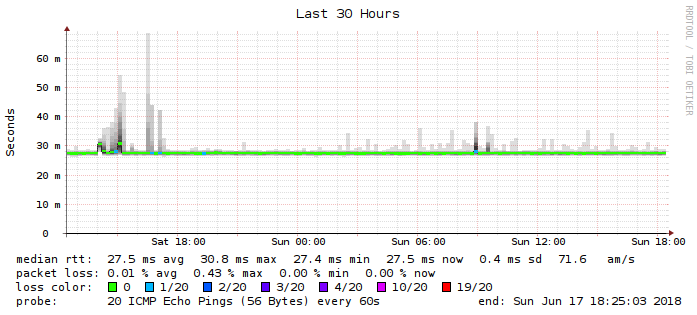 Last 30 Hours
RRDTOOL / TOBI OETIKER
Seconds
60 m
50 m
40 m
30 m
20 m
10 m
0
Sat 18:00 Sun 00:00 Sun 06:00 Sun 12:00 Sun 18:00
median rtt: 27.5 ms avg 30.8 ms max 27.4 ms min 27.5 ms now 0.4 ms sd 71.6 am/s
packet loss: 0.01 % avg 0.43 % max 0.00 % min 0.00 % now
loss color: 0 1/20 2/20 3/20 4/20 10/20 19/20
probe: 20 ICMP Echo Pings (56 Bytes) every 60s end: Sun Jun 17 18:25:03 2018